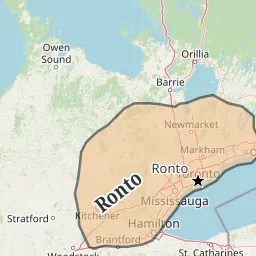 Orillia
Owen
Sound
Barrie
Newmarket
Markham
Ronto
Toronto
Ronto
Mississauga
Stratford
Kitchener
Hamilton
Brantford
Woodstock
St. Catharines